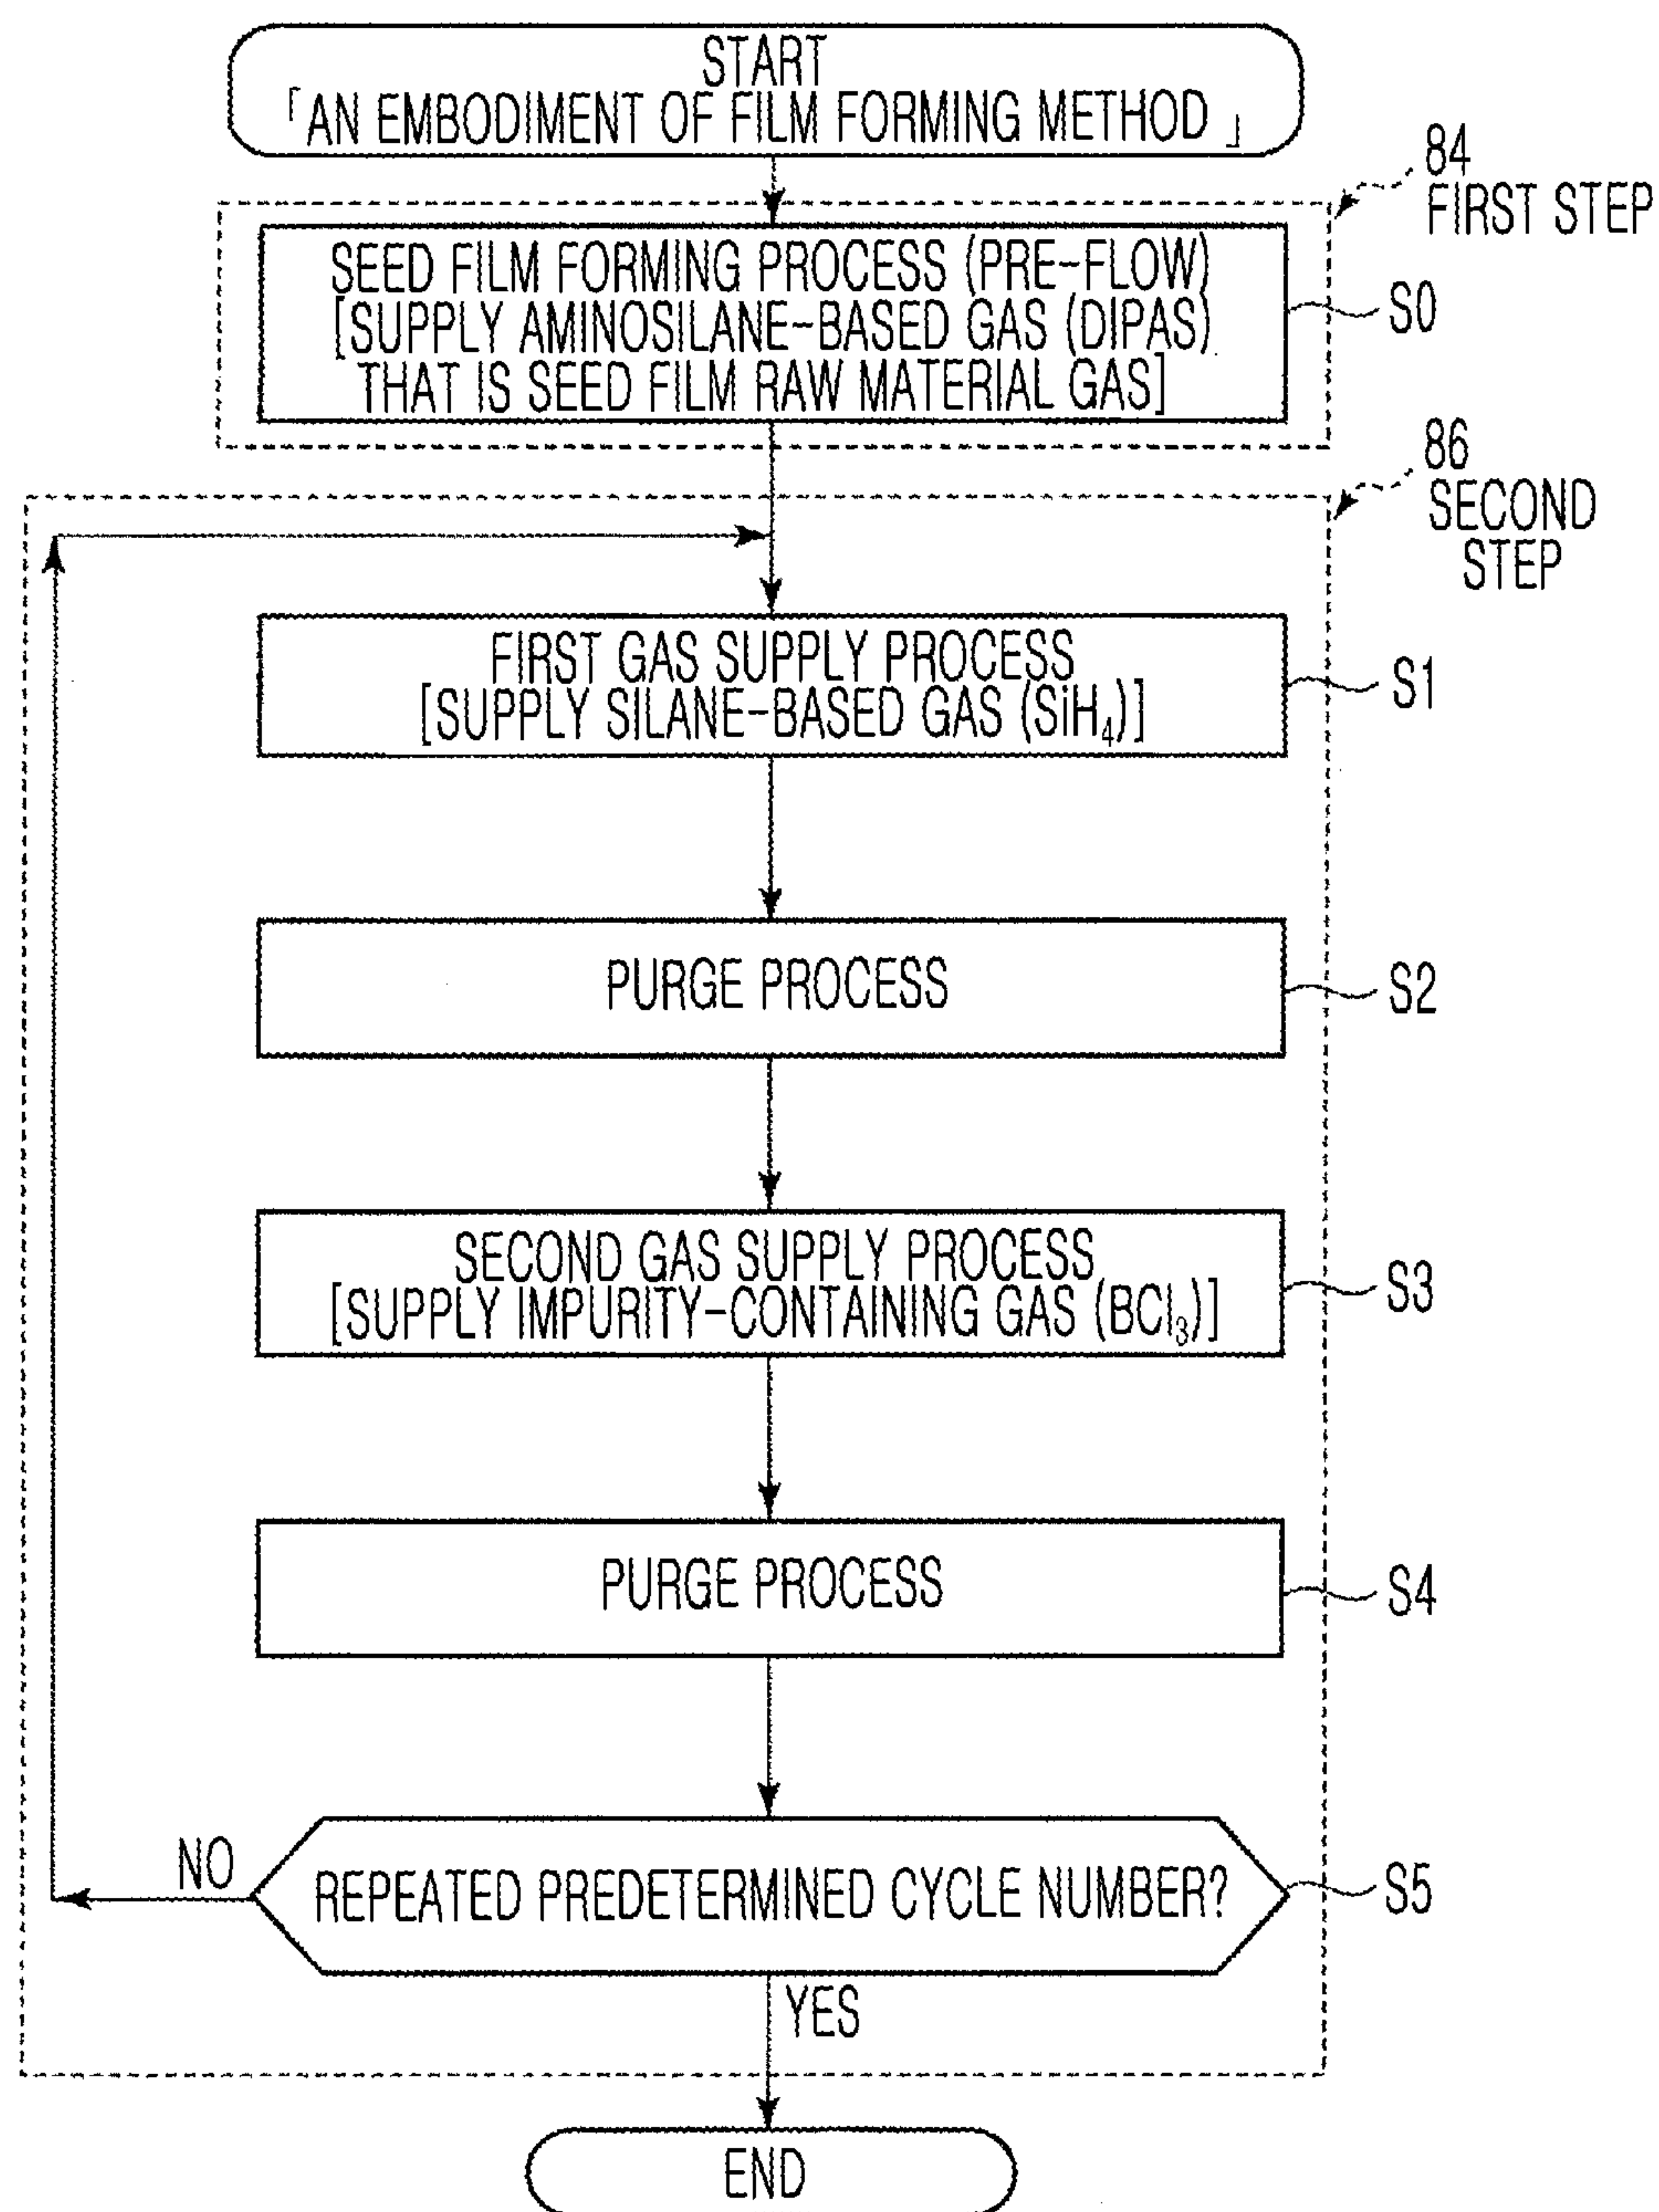 START
「AN EMBODIMENT OF FILM FORMING METHOD」
84
FIRST STEP
SEED FILM FORMING PROCESS (PRE-FLOW)
[SUPPLY AMINOSILANE-BASED GAS (DIPAS)
THAT IS SEED FILM RAW MATERIAL GAS]
S0
86
SECOND
STEP
FIRST GAS SUPPLY PROCESS
[SUPPLY SILANE-BASED GAS (SiH₄)]
S1
PURGE PROCESS
S2
SECOND GAS SUPPLY PROCESS
[SUPPLY IMPURITY-CONTAINING GAS (BCl₃)]
S3
PURGE PROCESS
S4
NO
REPEATED PREDETERMINED CYCLE NUMBER?
S5
YES
END